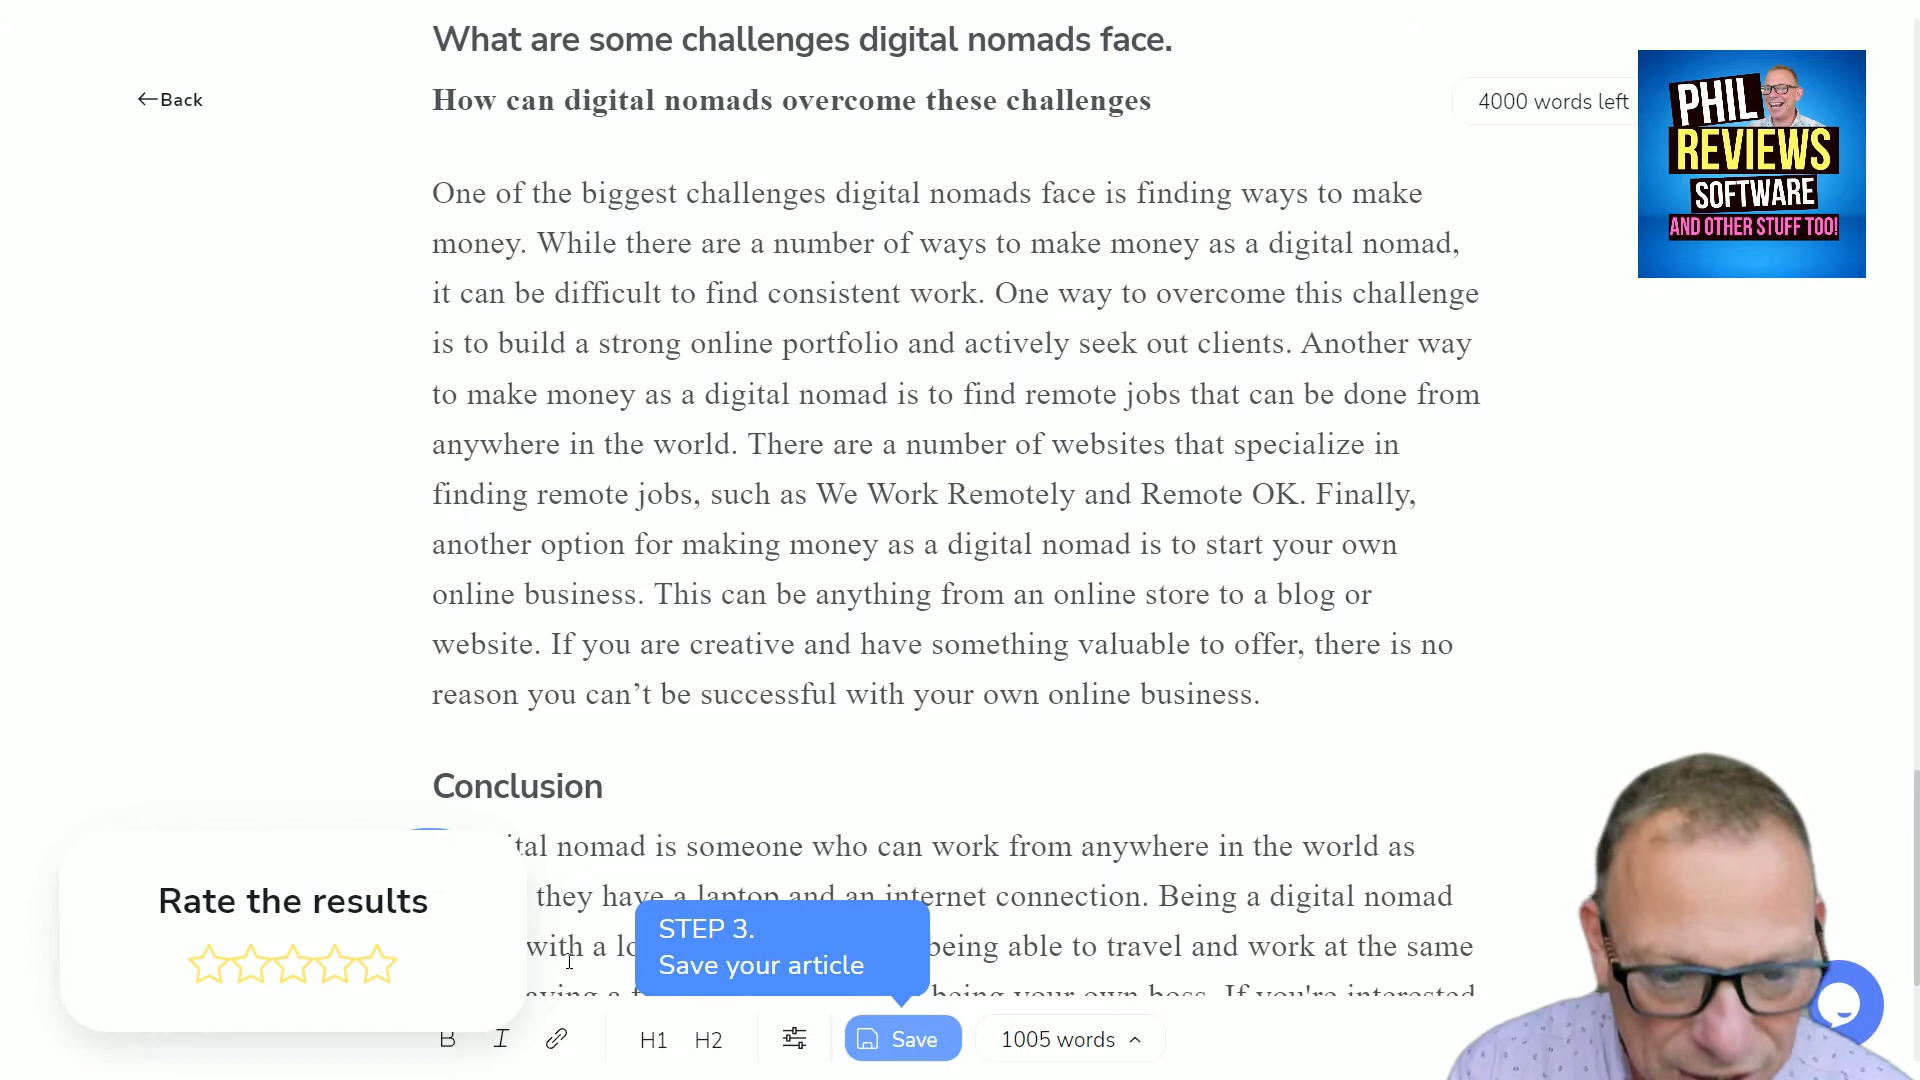 What are some challenges digital nomads face.
←Back
How can digital nomads overcome these challenges
4000 words left
PHIL
REVIEWS
SOFTWARE
AND OTHER STUFF TOO!
One of the biggest challenges digital nomads face is finding ways to make
money. While there are a number of ways to make money as a digital nomad,
it can be difficult to find consistent work. One way to overcome this challenge
is to build a strong online portfolio and actively seek out clients. Another way
to make money as a digital nomad is to find remote jobs that can be done from
anywhere in the world. There are a number of websites that specialize in
finding remote jobs, such as We Work Remotely and Remote OK. Finally,
another option for making money as a digital nomad is to start your own
online business. This can be anything from an online store to a blog or
website. If you are creative and have something valuable to offer, there is no
reason you can’t be successful with your own online business.
Conclusion
nomad is someone who can work from anywhere in the world as
they have a laptop and an internet connection. Being a digital nomad
with a being able to travel and work at the same
being your own boss. If you're interested
Rate the results
STEP 3.
Save your article
B I H1 H2 Save 1005 words